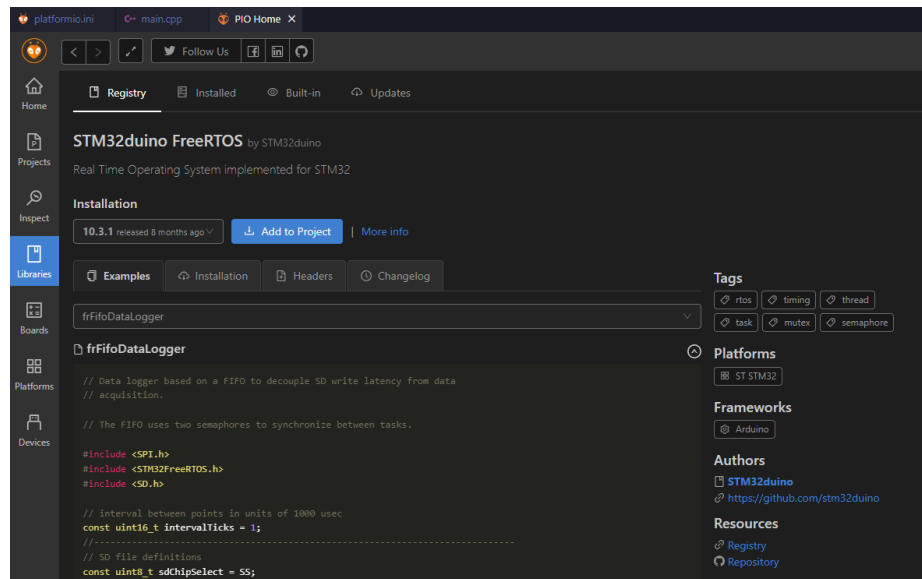 platformio.ini
C++ main.cpp
PIO Home
Follow Us
Home
Projects
Inspect
Libraries
Boards
Platforms
Devices
Registry
Installed
Built-in
Updates
STM32duino FreeRTOS by STM32duino
Real Time Operating System implemented for STM32
Installation
10.3.1 released 8 months ago
Add to Project
| More info
Examples
Installation
Headers
Changelog
frFifoDataLogger
frFifoDataLogger
// Data logger based on a FIFO to decouple SD write latency from data
// acquisition.
// The FIFO uses two semaphores to synchronize between tasks.
#include <SPI.h>
#include <STM32FreeRTOS.h>
#include <SD.h>
// interval between points in units of 1000 usec
const uint16_t intervalTicks = 1;
//------------------------------------------------------------------------------
// SD file definitions
const uint8_t sdChipSelect = SS;
Tags
rtos
timing
thread
task
mutex
semaphore
Platforms
ST STM32
Frameworks
Arduino
Authors
STM32duino
https://github.com/stm32duino
Resources
Registry
Repository